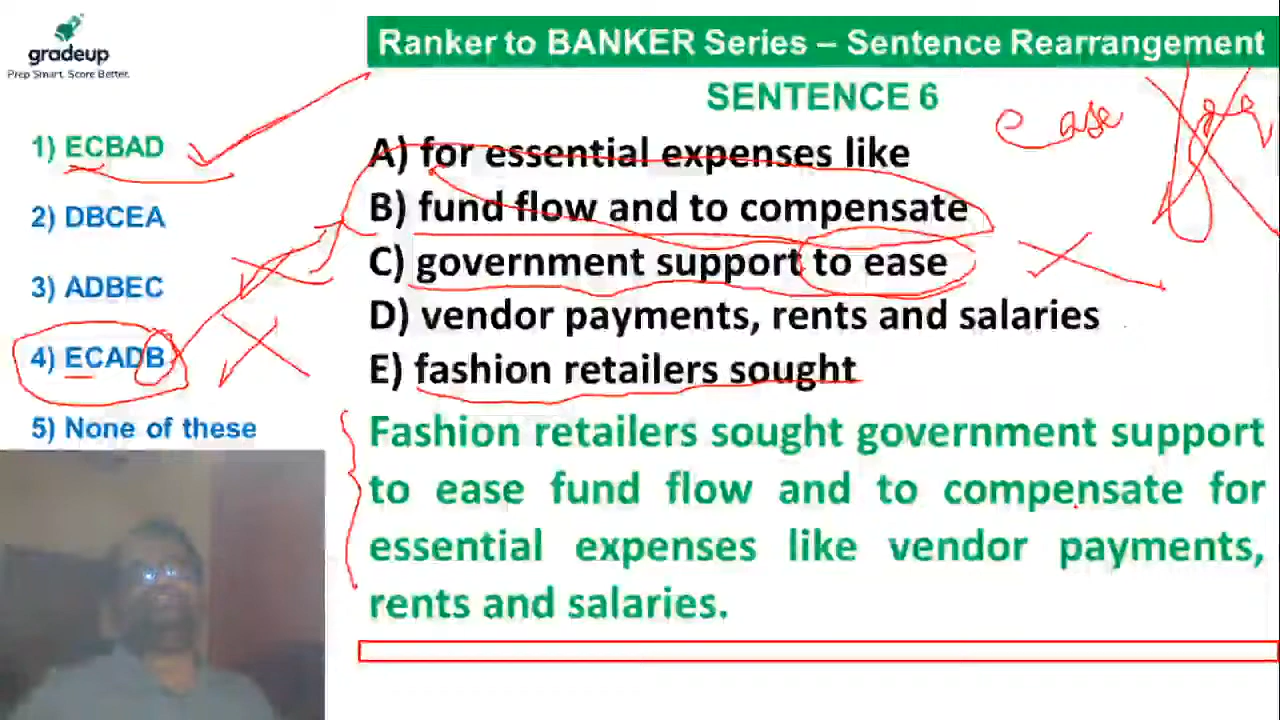 gradeup
Prep Smart. Score Better.
Ranker to BANKER Series – Sentence Rearrangement
SENTENCE 6
ease
1) ECBAD
2) DBCEA
3) ADBEC
4) ECADB
5) None of these
A) for essential expenses like
B) fund flow and to compensate
C) government support to ease
D) vendor payments, rents and salaries
E) fashion retailers sought
Fashion retailers sought government support
to ease fund flow and to compensate for
essential expenses like vendor payments,
rents and salaries.